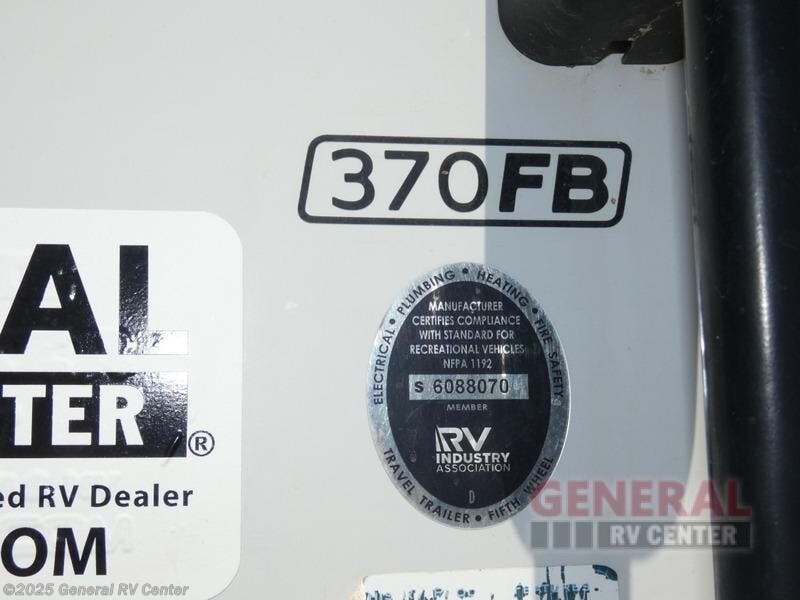 370FB
AL
TER ®
ed RV Dealer
OM
ELECTRICAL • PLUMBING • HEATING • FIRE SAFETY
MANUFACTURER
CERTIFIES COMPLIANCE
WITH STANDARD FOR
RECREATIONAL VEHICLES
NFPA 1192
S 6088070
MEMBER
RV
INDUSTRY
ASSOCIATION
D
TRAVEL TRAILER • FIFTH WHEEL
GENERAL
RV CENTER
©2025 General RV Center